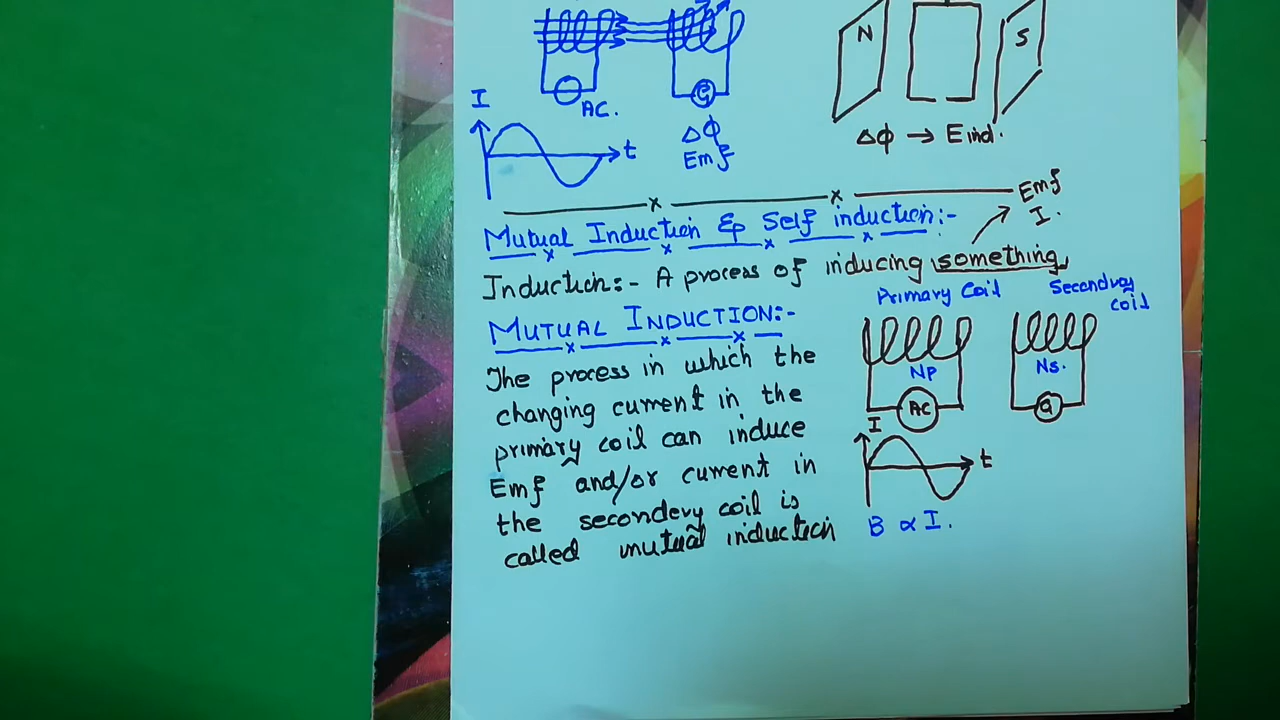 N
S
AC.
G
I
t
Δϕ
Emf
Δϕ → Eind.
Emf
I.
Mutual Induction & Self induction:-
Induction:- A process of inducing something
Primary Coil
Secondey coil
MUTUAL INDUCTION:-
Np
Ns.
AC
G
The process in which the
changing current in the
primary coil can induce
Emf and/or current in
the secondery coil is
called mutual induction
I
t
B ∝ I.